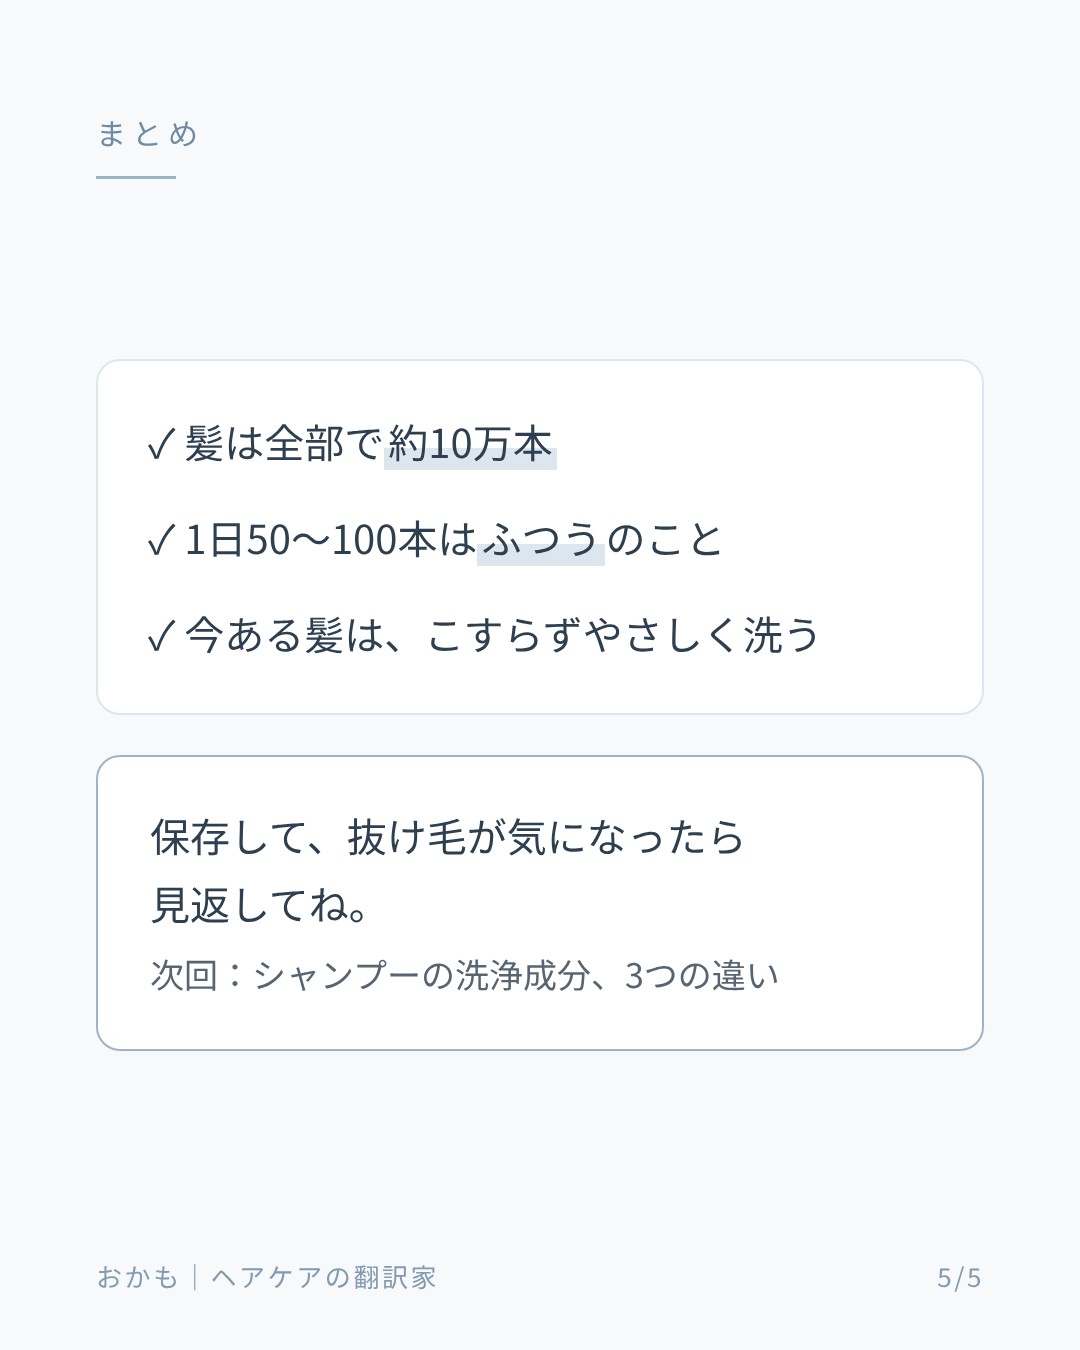 まとめ
✓ 髪は全部で約10万本
✓ 1日50〜100本はふつうのこと
✓ 今ある髪は、こすらずやさしく洗う
保存して、抜け毛が気になったら
見返してね。
次回：シャンプーの洗浄成分、3つの違い
おかも｜ヘアケアの翻訳家
5/5